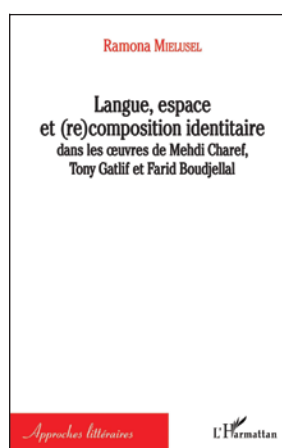 Ramona MIELUSEL
Langue, espace
et (re)composition identitaire
dans les œuvres de Mehdi Charef,
Tony Gatlif et Farid Boudjellal
Approches littéraires
L'Harmattan